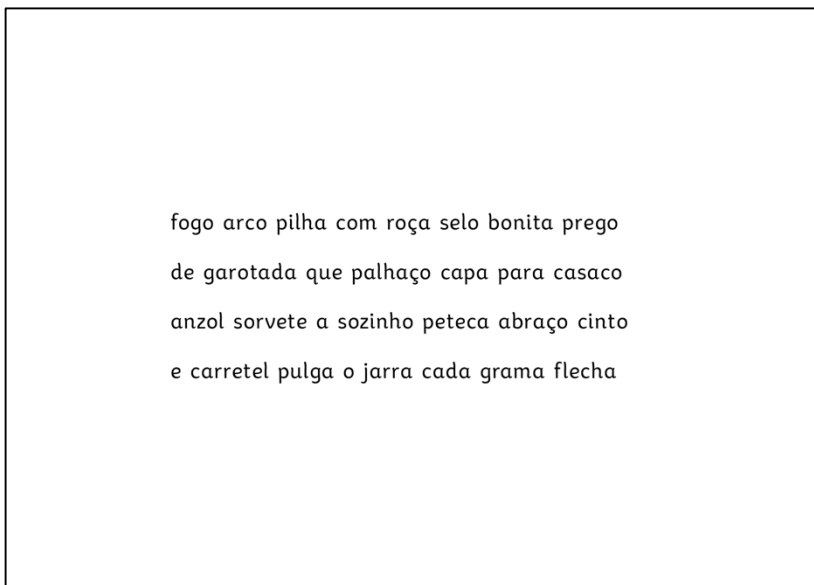 fogo arco pilha com roça selo bonita prego
de garotada que palhaço capa para casaco
anzol sorvete a sozinho peteca abraço cinto
e carretel pulga o jarra cada grama flecha